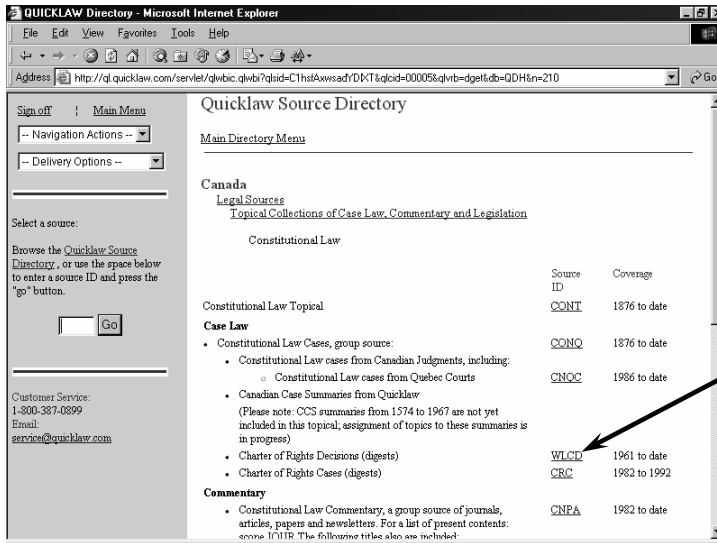 QUICKLAW Directory - Microsoft Internet Explorer
File Edit View Favorites Tools Help
Address http://ql.quicklaw.com/servlet/qlwbic.qlwbi?qlsid=C1hsfAxwsadYDIXT&qlcid=00005&qlvrb=dget&db=QDH&n=210 Go
Sign off ¦ Main Menu
-- Navigation Actions --
-- Delivery Options --
Select a source:
Browse the Quicklaw Source
Directory , or use the space below
to enter a source ID and press the
"go" button.
Go
Customer Service:
1-800-387-0899
Email:
service@quicklaw.com
Quicklaw Source Directory
Main Directory Menu
Canada
Legal Sources
Topical Collections of Case Law, Commentary and Legislation
Constitutional Law
Source ID Coverage
Constitutional Law Topical CONT 1876 to date
Case Law
• Constitutional Law Cases, group source: CONQ 1876 to date
• Constitutional Law cases from Canadian Judgments, including:
○ Constitutional Law cases from Quebec Courts CNQC 1986 to date
• Canadian Case Summaries from Quicklaw
(Please note: CCS summaries from 1574 to 1967 are not yet
included in this topical; assignment of topics to these summaries is
in progress)
• Charter of Rights Decisions (digests) WLCD 1961 to date
• Charter of Rights Cases (digests) CRC 1982 to 1992
Commentary
• Constitutional Law Commentary, a group source of journals, CNPA 1982 to date
articles, papers and newsletters. For a list of present contents:
scope JOUR The following titles also are included: